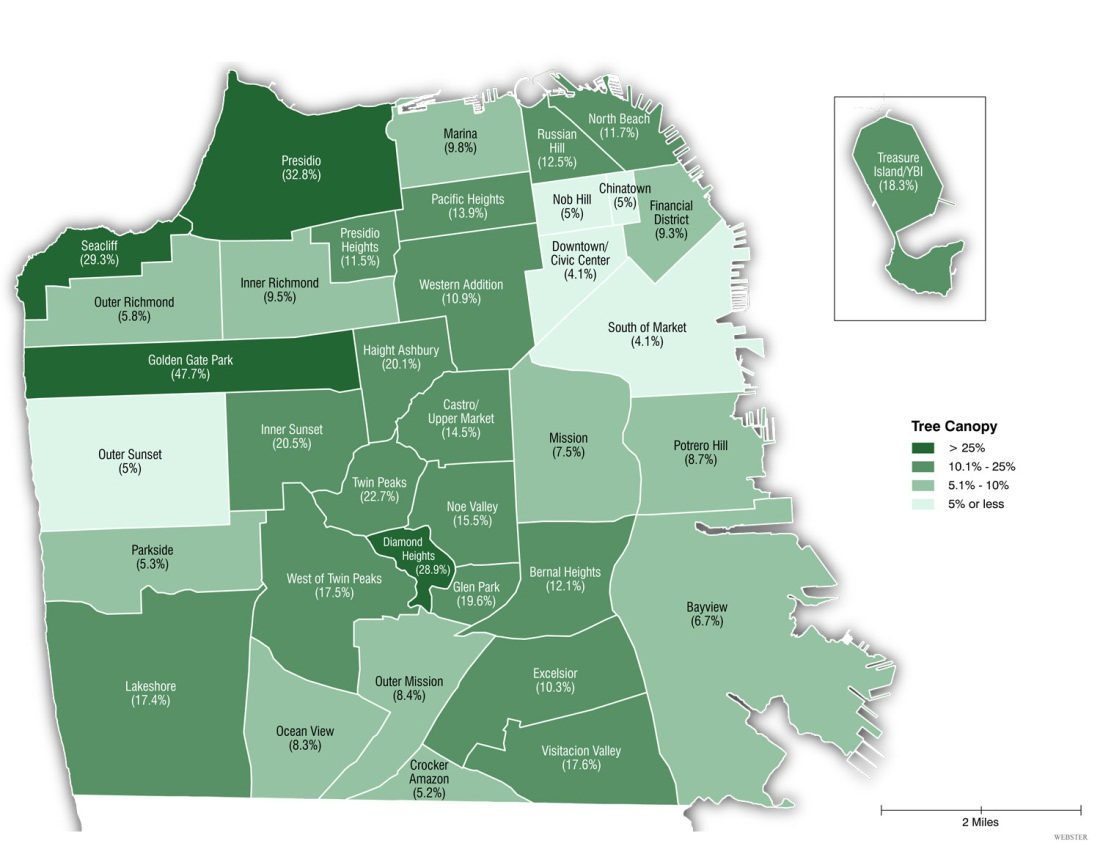 Presidio
(32.8%)
Marina
(9.8%)
Russian
Hill
(12.5%)
North Beach
(11.7%)
Pacific Heights
(13.9%)
Nob Hill
(5%)
Chinatown
(5%)
Financial
District
(9.3%)
Treasure
Island/YBI
(18.3%)
Seacliff
(29.3%)
Presidio
Heights
(11.5%)
Downtown/
Civic Center
(4.1%)
Outer Richmond
(5.8%)
Inner Richmond
(9.5%)
Western Addition
(10.9%)
South of Market
(4.1%)
Golden Gate Park
(47.7%)
Haight Ashbury
(20.1%)
Castro/
Upper Market
(14.5%)
Outer Sunset
(5%)
Inner Sunset
(20.5%)
Mission
(7.5%)
Potrero Hill
(8.7%)
Twin Peaks
(22.7%)
Noe Valley
(15.5%)
Parkside
(5.3%)
Diamond
Heights
(28.9%)
West of Twin Peaks
(17.5%)
Glen Park
(19.6%)
Bernal Heights
(12.1%)
Bayview
(6.7%)
Lakeshore
(17.4%)
Outer Mission
(8.4%)
Excelsior
(10.3%)
Ocean View
(8.3%)
Crocker
Amazon
(5.2%)
Visitacion Valley
(17.6%)
Tree Canopy
> 25%
10.1% - 25%
5.1% - 10%
5% or less
2 Miles
WEBSTER